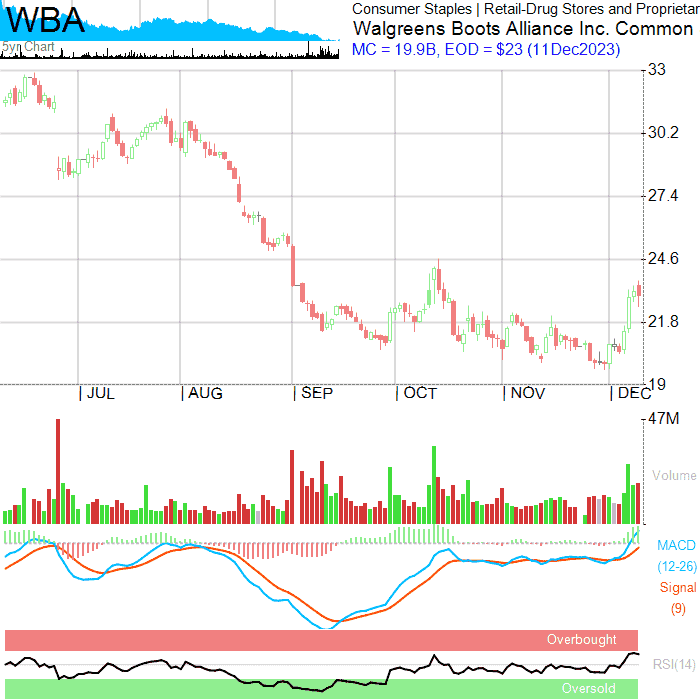 WBA
5yr Chart
Consumer Staples | Retail-Drug Stores and Proprietar
Walgreens Boots Alliance Inc. Common
MC = 19.9B, EOD = $23 (11Dec2023)
33
30.2
27.4
24.6
21.8
19
JUL AUG SEP OCT NOV DEC
47M
Volume
MACD
(12-26)
Signal
(9)
Overbought
RSI(14)
Oversold